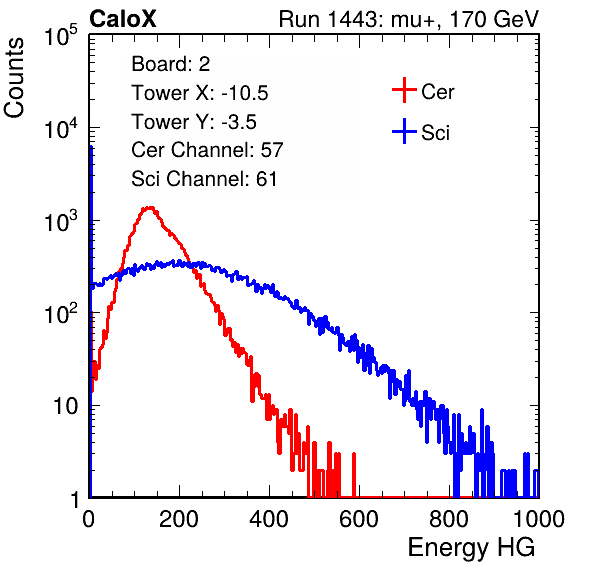 CaloX Run 1443: mu+, 170 GeV
Counts
10^5
10^4
10^3
10^2
10
1
Board: 2
Tower X: -10.5
Tower Y: -3.5
Cer Channel: 57
Sci Channel: 61
Cer
Sci
0 200 400 600 800 1000
Energy HG